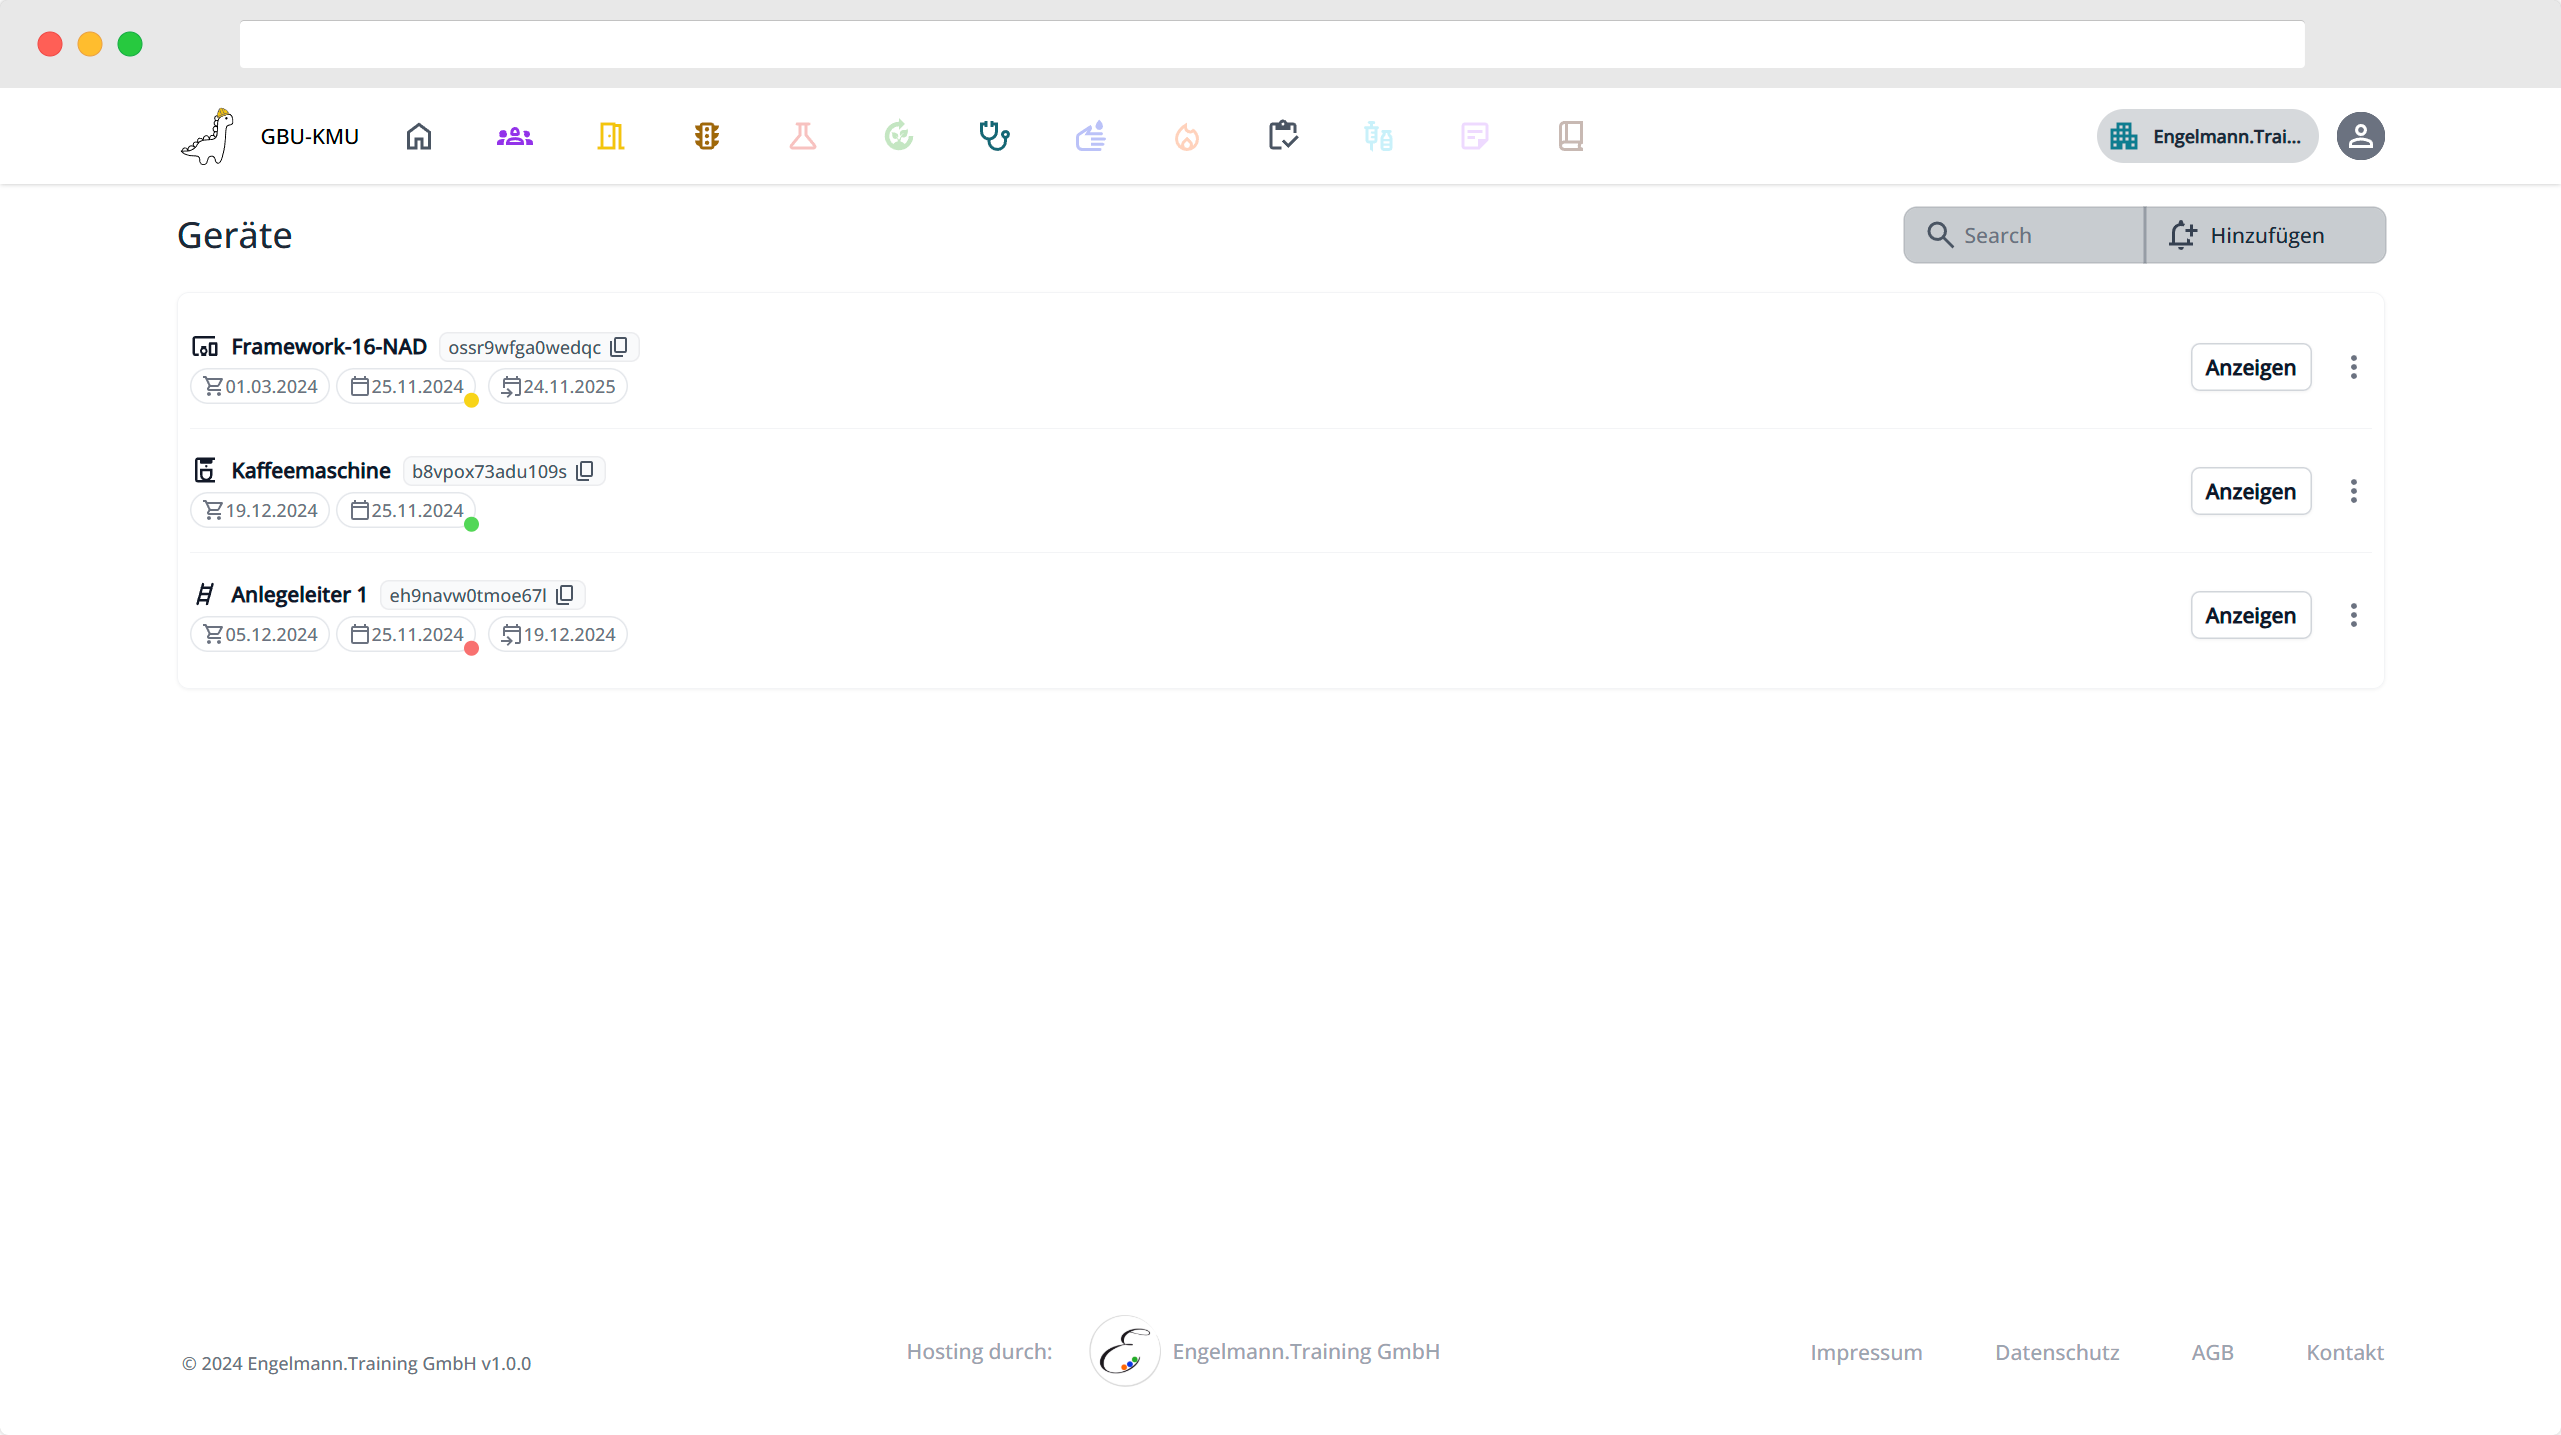 GBU-KMU
Engelmann.Trai...
Geräte
Search
Hinzufügen
Framework-16-NAD ossr9wfga0wedqc
01.03.2024 25.11.2024 24.11.2025
Anzeigen
Kaffeemaschine b8vpox73adu109s
19.12.2024 25.11.2024
Anzeigen
Anlegeleiter 1 eh9navw0tmoe67l
05.12.2024 25.11.2024 19.12.2024
Anzeigen
© 2024 Engelmann.Training GmbH v1.0.0
Hosting durch: Engelmann.Training GmbH
Impressum Datenschutz AGB Kontakt